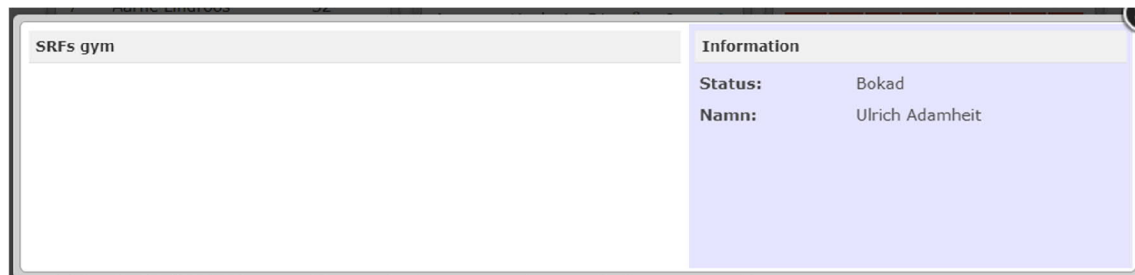 SRFs gym
Information
Status: Bokad
Namn: Ulrich Adamheit